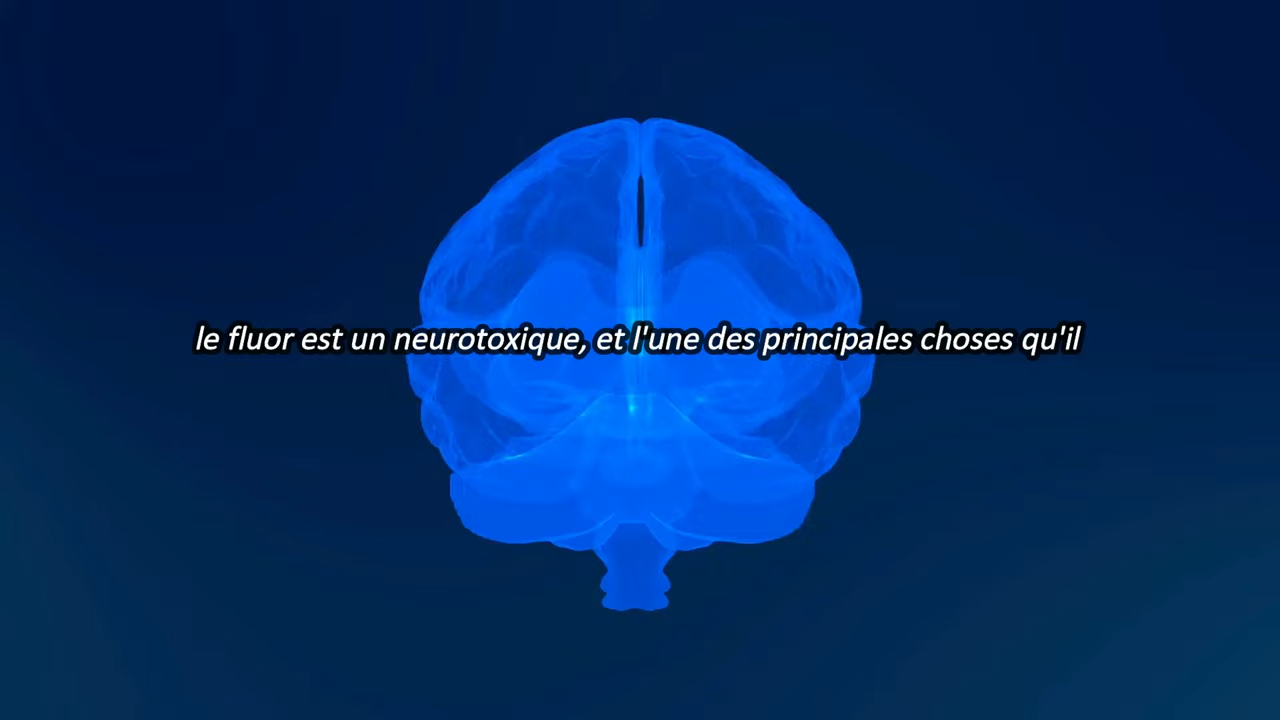 le fluor est un neurotoxique, et l'une des principales choses qu'il